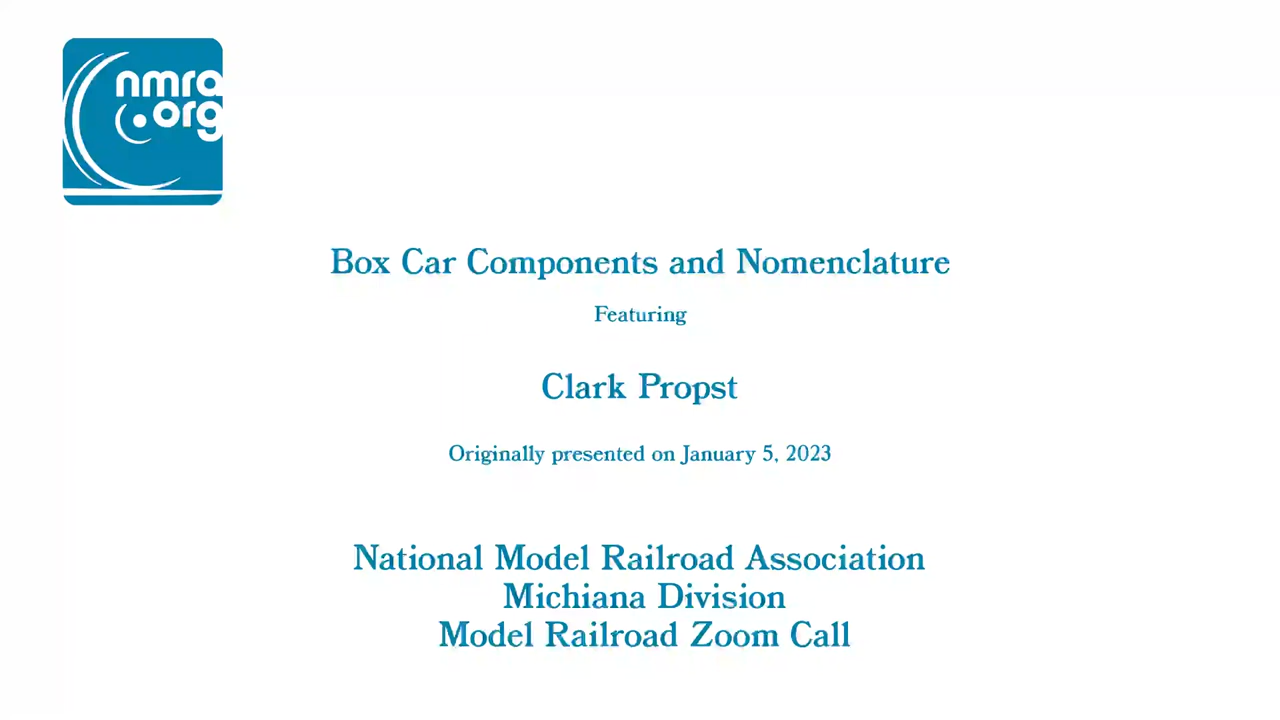 nmra
.org
Box Car Components and Nomenclature
Featuring
Clark Propst
Originally presented on January 5, 2023
National Model Railroad Association
Michiana Division
Model Railroad Zoom Call